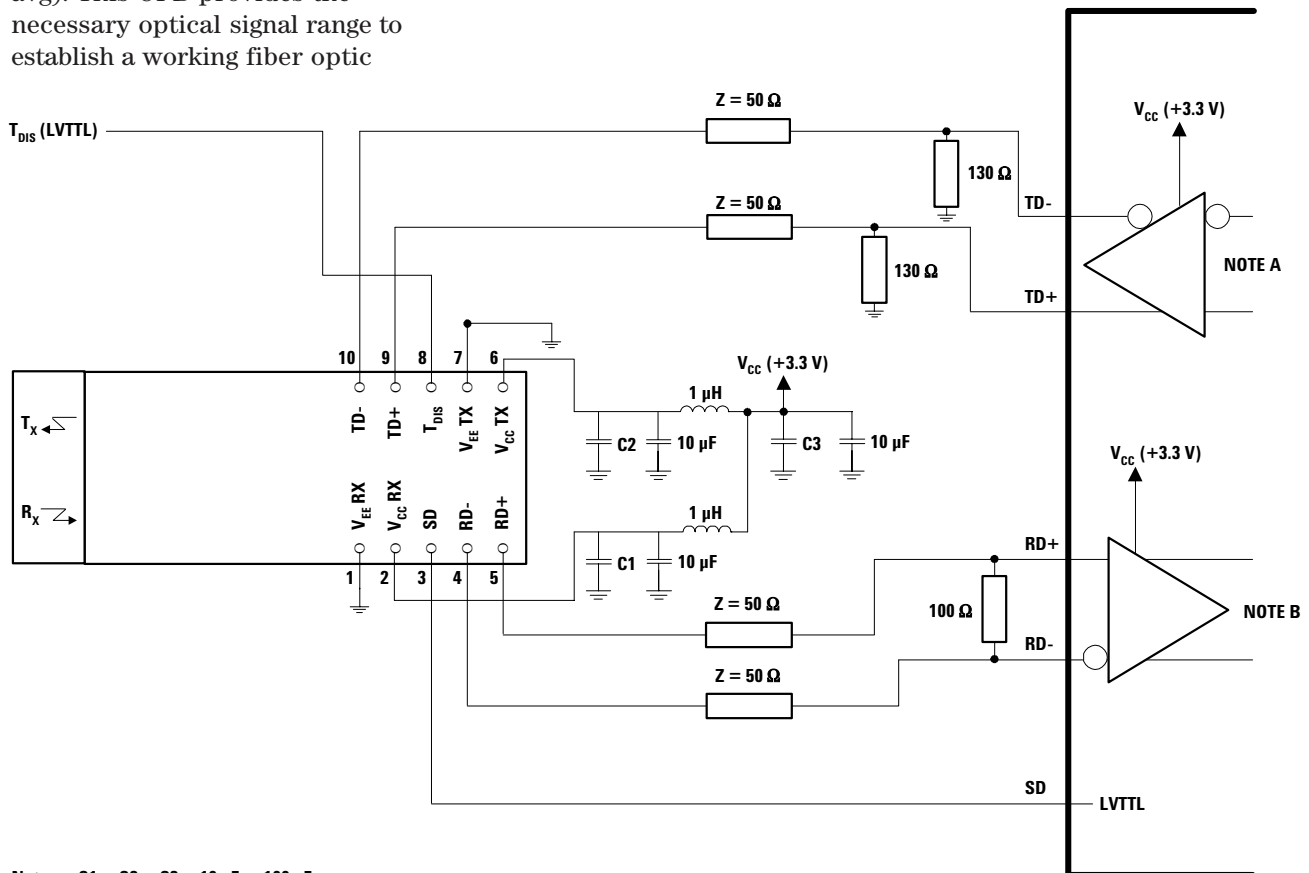 necessary optical signal range to
establish a working fiber optic
Z = 50 Ω
T_DIS (LVTTL)
V_CC (+3.3 V)
130 Ω
Z = 50 Ω
TD-
NOTE A
130 Ω
TD+
10 9 8 7 6
V_CC (+3.3 V)
1 µH
T_X
TD-
TD+
T_DIS
V_EE TX
V_CC TX
C2
10 µF
C3
10 µF
V_CC (+3.3 V)
R_X
V_EE RX
V_CC RX
SD
RD-
RD+
1 µH
RD+
C1
10 µF
1 2 3 4 5
Z = 50 Ω
100 Ω
NOTE B
RD-
Z = 50 Ω
SD
LVTTL